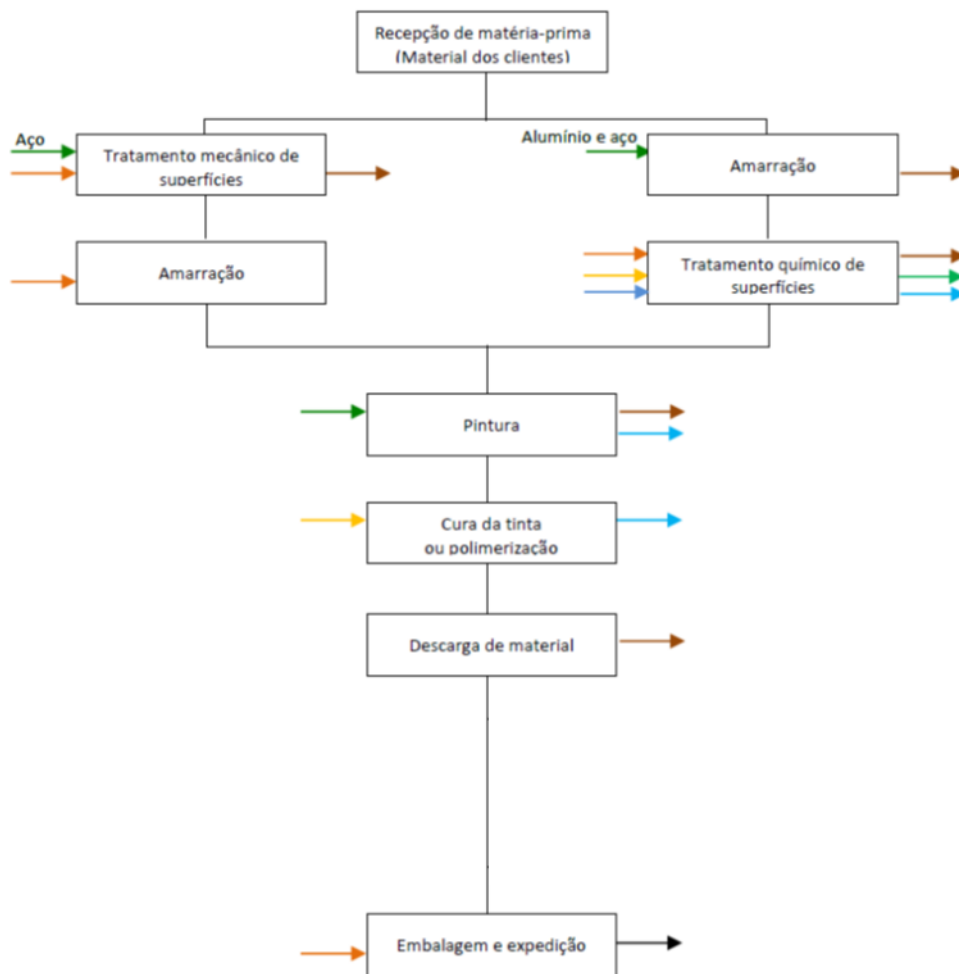 Recepção de matéria-prima
(Material dos clientes)
Aço
Tratamento mecânico de
superfícies
Alumínio e aço
Amarração
Amarração
Tratamento químico de
superfícies
Pintura
Cura da tinta
ou polimerização
Descarga de material
Embalagem e expedição